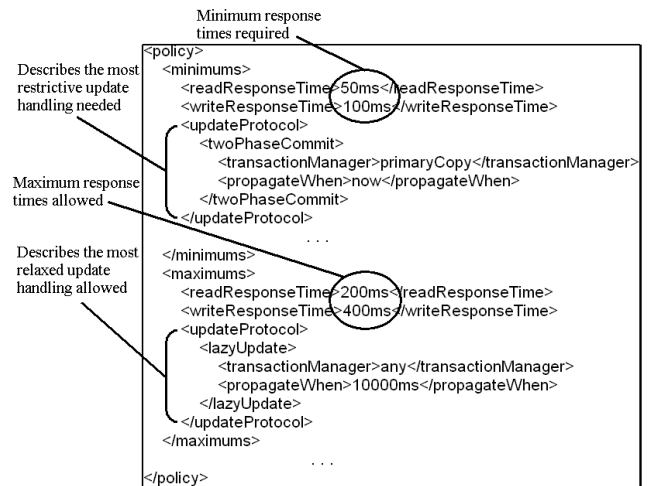 Minimum response
times required
<policy>
<minimums>
<readResponseTime>50ms</readResponseTime>
<writeResponseTime>100ms</writeResponseTime>
Describes the most
restrictive update
handling needed
<updateProtocol>
<twoPhaseCommit>
<transactionManager>primaryCopy</transactionManager>
<propagateWhen>now</propagateWhen>
</twoPhaseCommit>
</updateProtocol>
. . .
</minimums>
Maximum response
times allowed
<maximums>
<readResponseTime>200ms</readResponseTime>
<writeResponseTime>400ms</writeResponseTime>
Describes the most
relaxed update
handling allowed
<updateProtocol>
<lazyUpdate>
<transactionManager>any</transactionManager>
<propagateWhen>10000ms</propagateWhen>
</lazyUpdate>
</updateProtocol>
</maximums>
. . .
</policy>